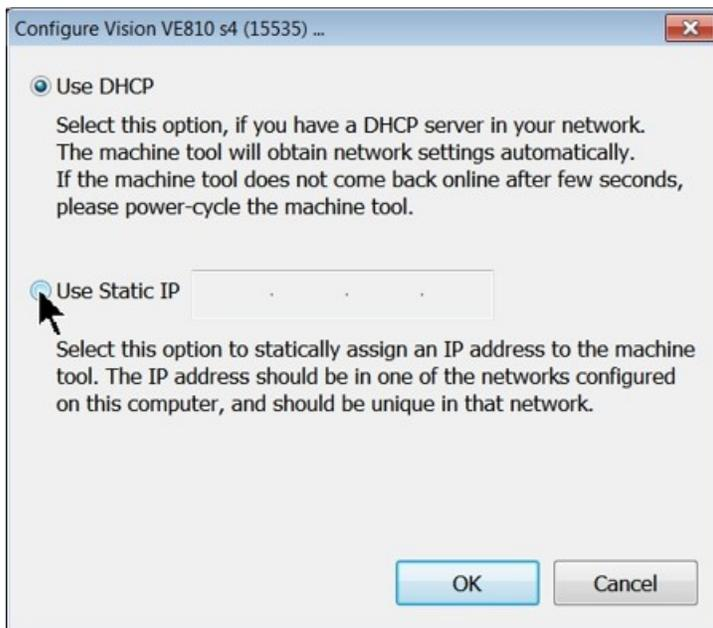 Configure Vision VE810 s4 (15535) ...
Use DHCP
Select this option, if you have a DHCP server in your network.
The machine tool will obtain network settings automatically.
If the machine tool does not come back online after few seconds,
please power-cycle the machine tool.
Use Static IP . . .
Select this option to statically assign an IP address to the machine
tool. The IP address should be in one of the networks configured
on this computer, and should be unique in that network.
OK Cancel